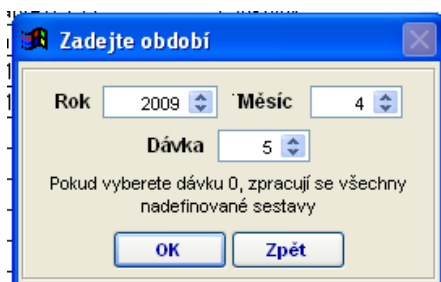 Zadejte období
Rok 2009 Měsíc 4
Dávka 5
Pokud vyberete dávku 0, zpracují se všechny
nadefinované sestavy
OK Zpět